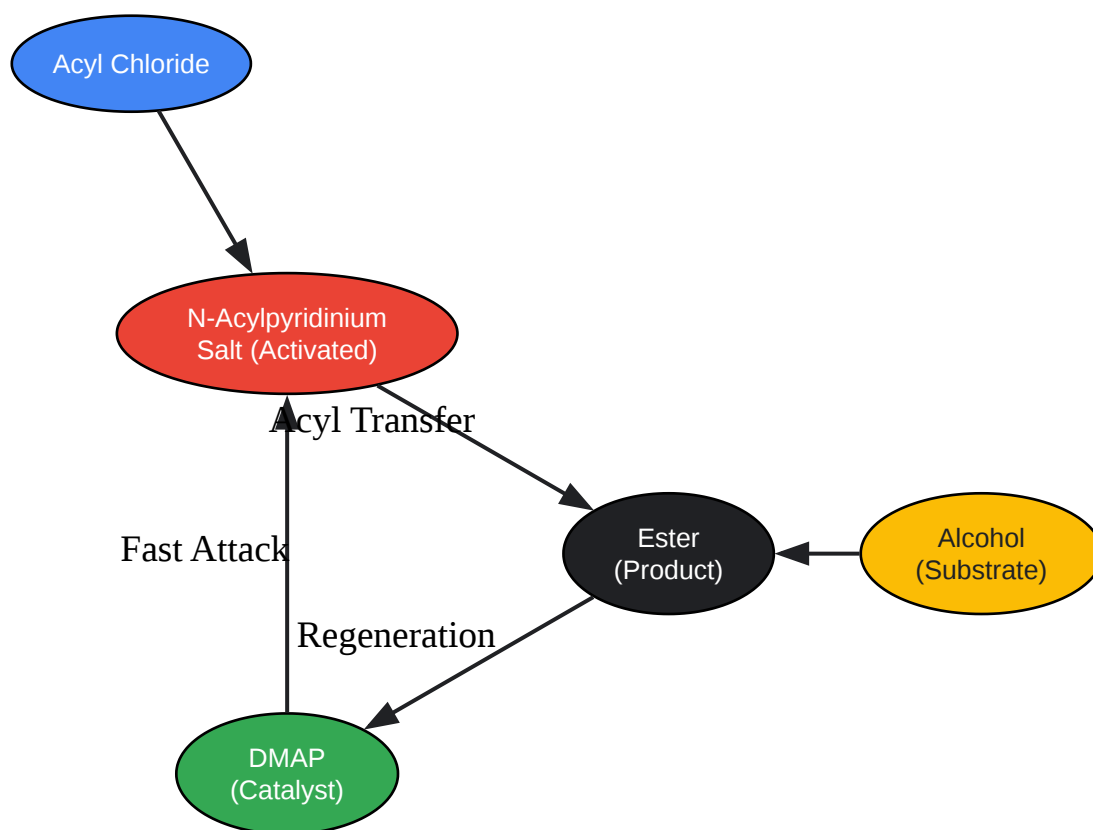 Acyl Chloride
N-Acylpyridinium
Salt (Activated)
Acyl Transfer
Fast Attack
Ester
(Product)
Alcohol
(Substrate)
Regeneration
DMAP
(Catalyst)